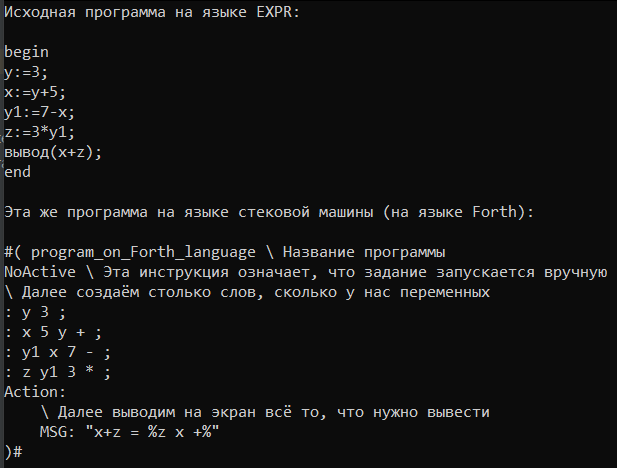 Исходная программа на языке EXPR:
begin
y:=3;
x:=y+5;
y1:=7-x;
z:=3*y1;
вывод(x+z);
end
Эта же программа на языке стековой машины (на языке Forth):
#( program_on_Forth_language \ Название программы
NoActive \ Эта инструкция означает, что задание запускается вручную
\ Далее создаём столько слов, сколько у нас переменных
: y 3 ;
: x 5 y + ;
: y1 x 7 - ;
: z y1 3 * ;
Action:
    \ Далее выводим на экран всё то, что нужно вывести
    MSG: "x+z = %z x +%"
)#